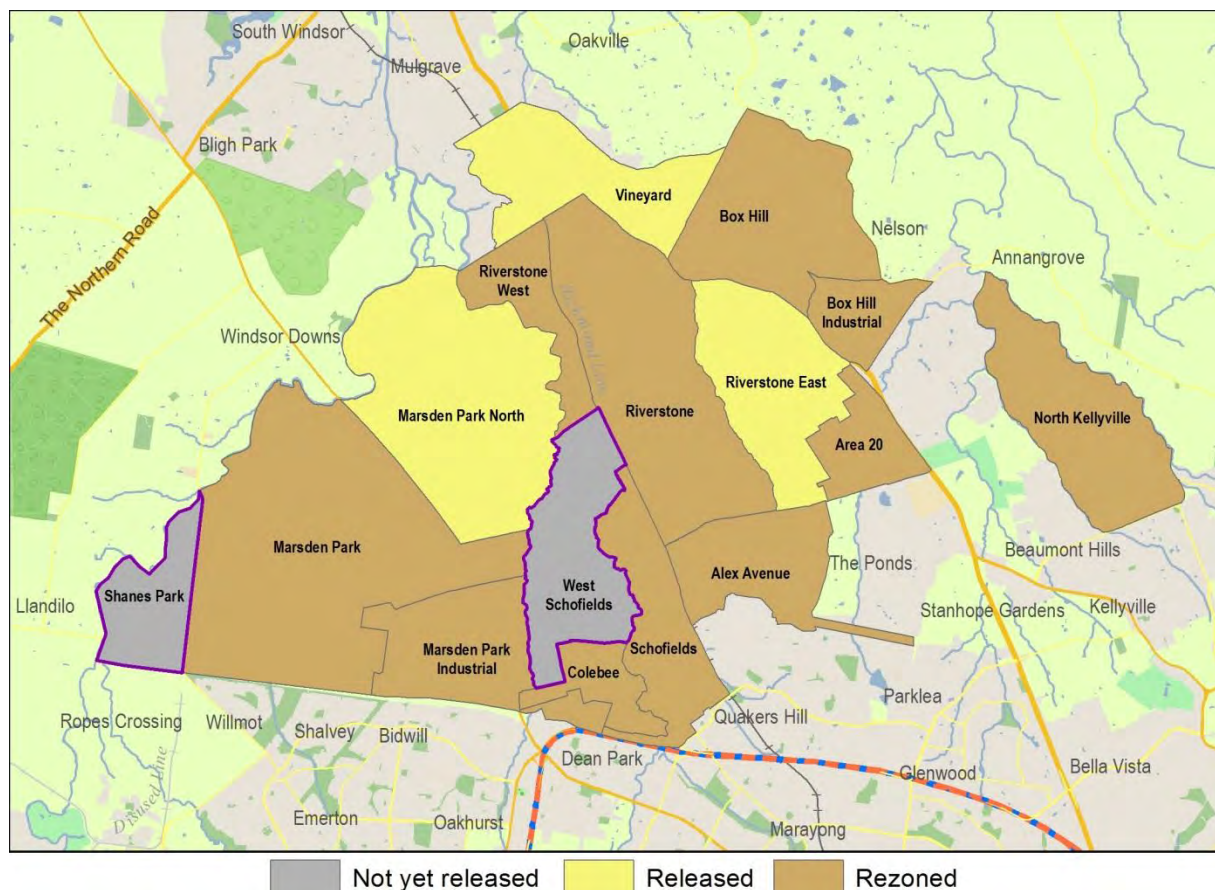 South Windsor
Oakville
Mulgrave
Bligh Park
Vineyard
Box Hill
Nelson
Annangrove
The Northern Road
Riverstone
West
Richmond Line
Box Hill
Industrial
Windsor Downs
Riverstone East
Marsden Park North
Riverstone
North Kellyville
Area 20
Marsden Park
Beaumont Hills
The Ponds
Alex Avenue
Shanes Park
Llandilo
West
Schofields
Stanhope Gardens
Kellyville
Marsden Park
Industrial
Schofields
Colebee
Parklea
Ropes Crossing
Willmot
Quakers Hill
Shalvey
Bidwill
Dean Park
Bella Vista
Glenwood
Disused Line
Emerton
Oakhurst
Marayong
Not yet released
Released
Rezoned